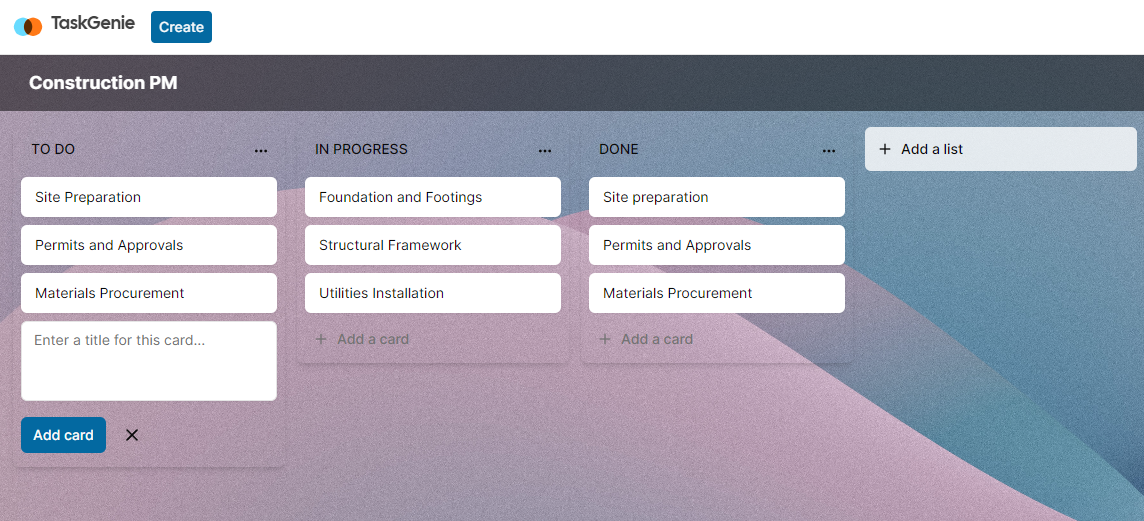 TaskGenie
Create
Construction PM
TO DO
Site Preparation
Permits and Approvals
Materials Procurement
Enter a title for this card...
Add card
IN PROGRESS
Foundation and Footings
Structural Framework
Utilities Installation
+ Add a card
DONE
Site preparation
Permits and Approvals
Materials Procurement
+ Add a card
+ Add a list